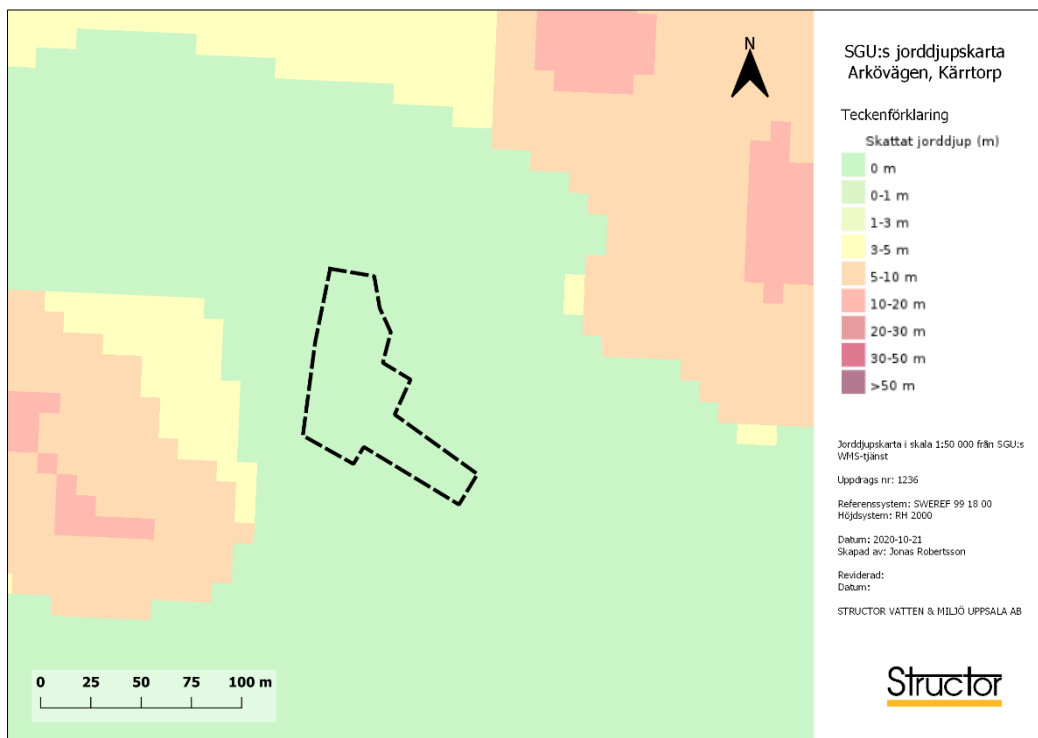 N
SGU:s jorddjupskarta
Arkövägen, Kärrtorp
Teckenförklaring
Skattat jorddjup (m)
0 m
0-1 m
1-3 m
3-5 m
5-10 m
10-20 m
20-30 m
30-50 m
>50 m
Jorddjupskarta i skala 1:50 000 från SGU:s
WMS-tjänst
Uppdrags nr: 1236
Referenssystem: SWEREF 99 18 00
Höjdsystem: RH 2000
Datum: 2020-10-21
Skapad av: Jonas Robertsson
Reviderad:
Datum:
STRUCTOR VATTEN & MILJÖ UPPSALA AB
Structor
0 25 50 75 100 m